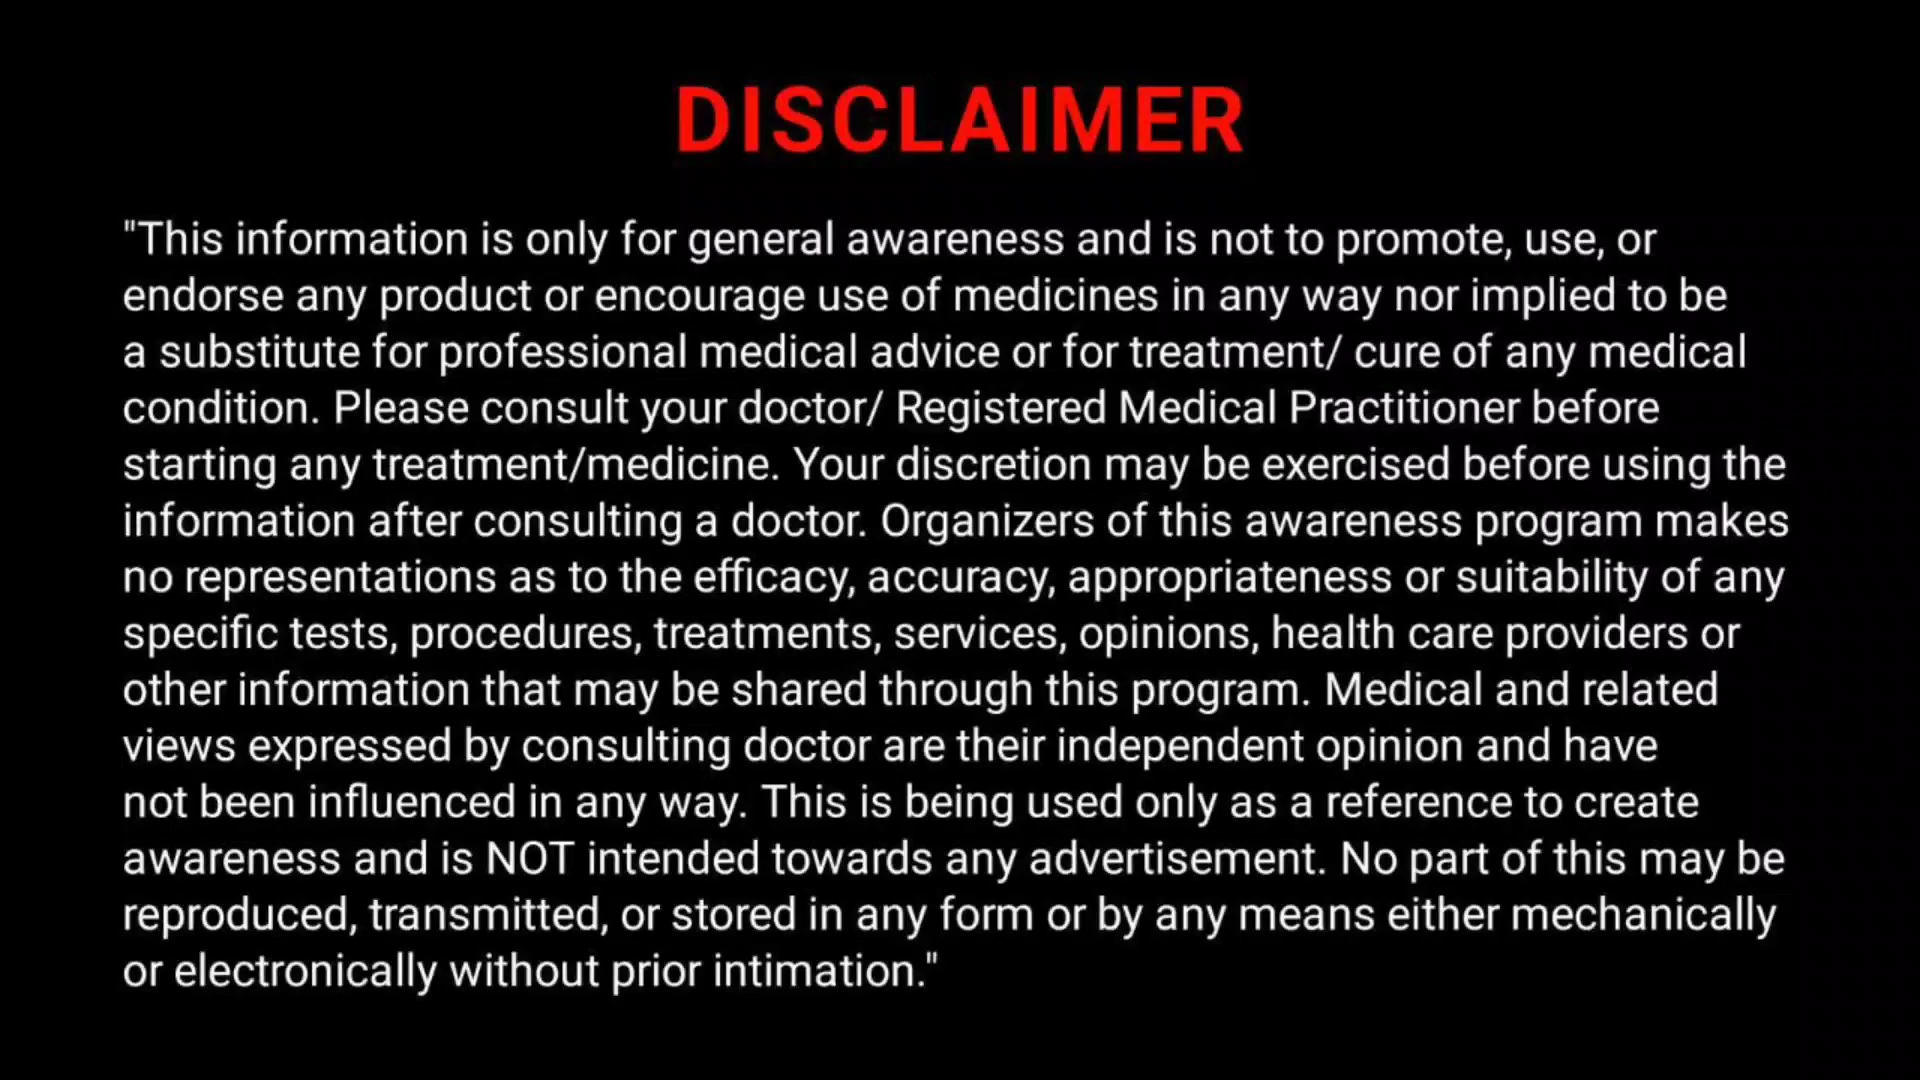 DISCLAIMER
"This information is only for general awareness and is not to promote, use, or
endorse any product or encourage use of medicines in any way nor implied to be
a substitute for professional medical advice or for treatment/ cure of any medical
condition. Please consult your doctor/ Registered Medical Practitioner before
starting any treatment/medicine. Your discretion may be exercised before using the
information after consulting a doctor. Organizers of this awareness program makes
no representations as to the efficacy, accuracy, appropriateness or suitability of any
specific tests, procedures, treatments, services, opinions, health care providers or
other information that may be shared through this program. Medical and related
views expressed by consulting doctor are their independent opinion and have
not been influenced in any way. This is being used only as a reference to create
awareness and is NOT intended towards any advertisement. No part of this may be
reproduced, transmitted, or stored in any form or by any means either mechanically
or electronically without prior intimation."